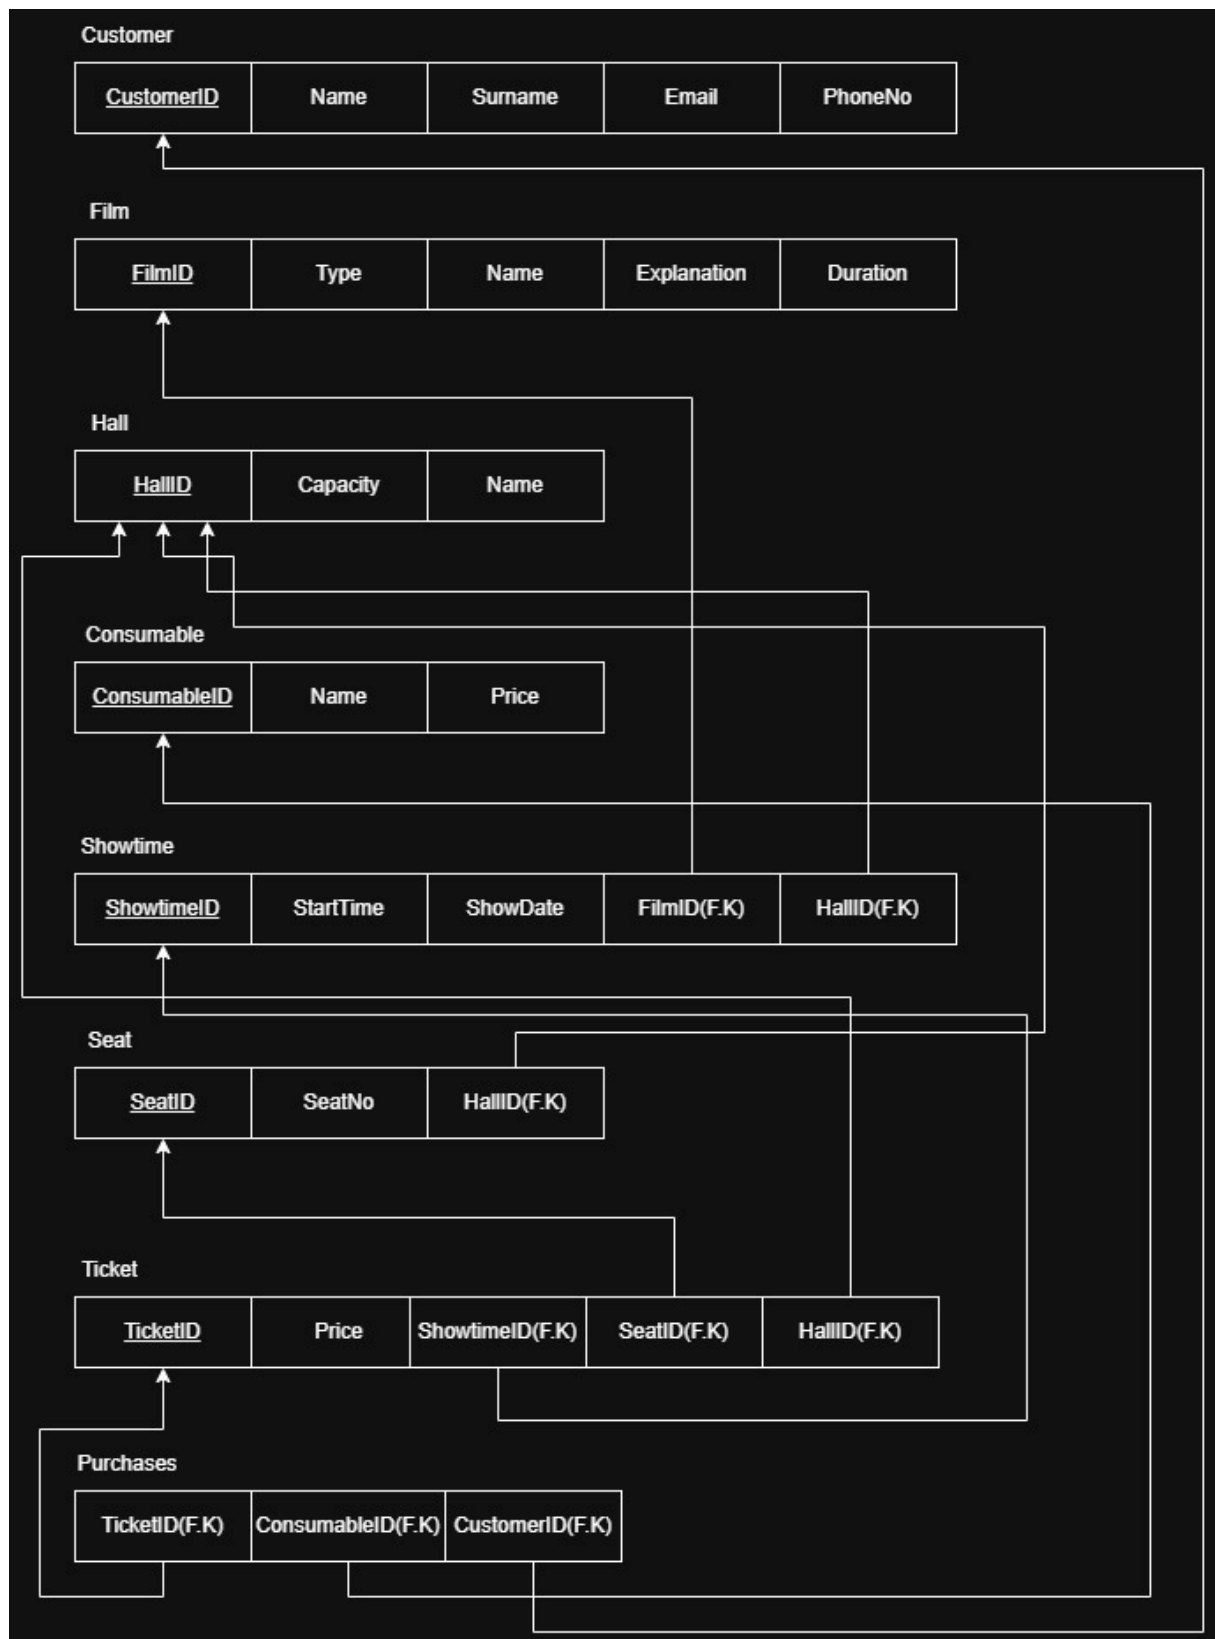 Customer
CustomerID Name Surname Email PhoneNo
Film
FilmID Type Name Explanation Duration
Hall
HallID Capacity Name
Consumable
ConsumableID Name Price
Showtime
ShowtimeID StartTime ShowDate FilmID(F.K) HallID(F.K)
Seat
SeatID SeatNo HallID(F.K)
Ticket
TicketID Price ShowtimeID(F.K) SeatID(F.K) HallID(F.K)
Purchases
TicketID(F.K) ConsumableID(F.K) CustomerID(F.K)